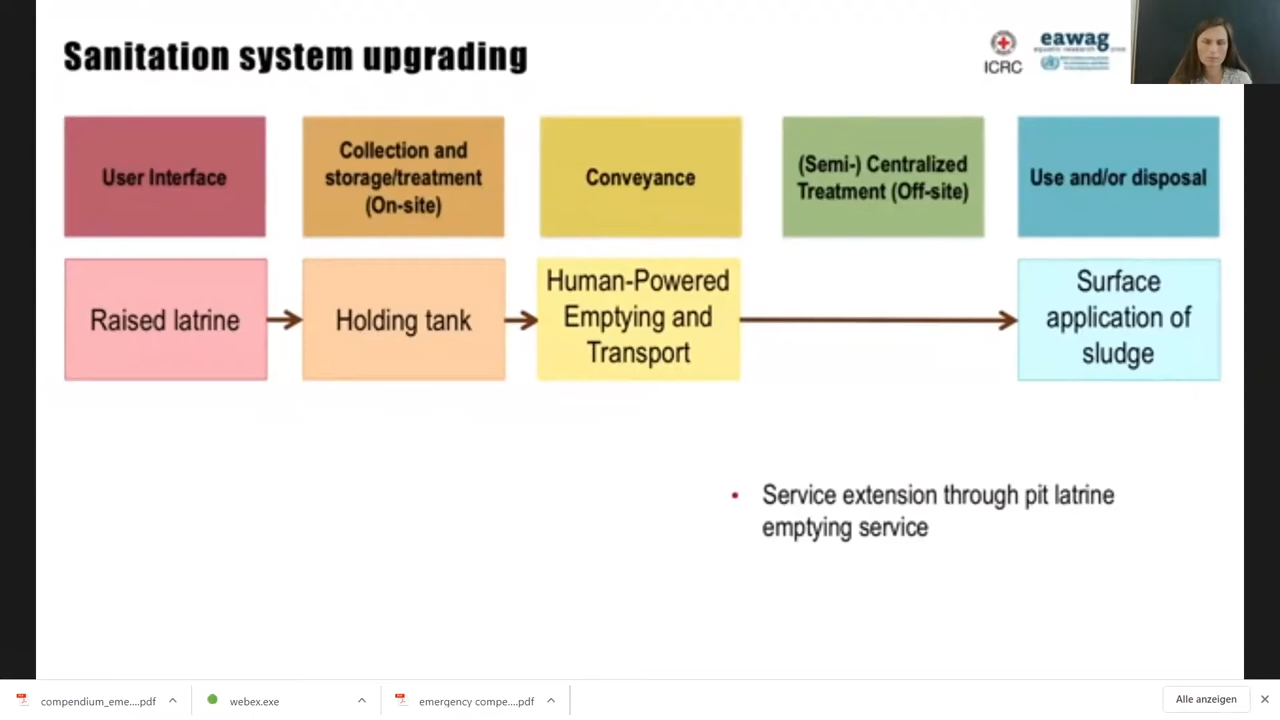 Sanitation system upgrading
ICRC
eawag
User Interface
Collection and
storage/treatment
(On-site)
Conveyance
(Semi-) Centralized
Treatment (Off-site)
Use and/or disposal
Raised latrine
Holding tank
Human-Powered
Emptying and
Transport
Surface
application of
sludge
• Service extension through pit latrine
emptying service
compendium_eme....pdf
webex.exe
emergency compe....pdf
Alle anzeigen